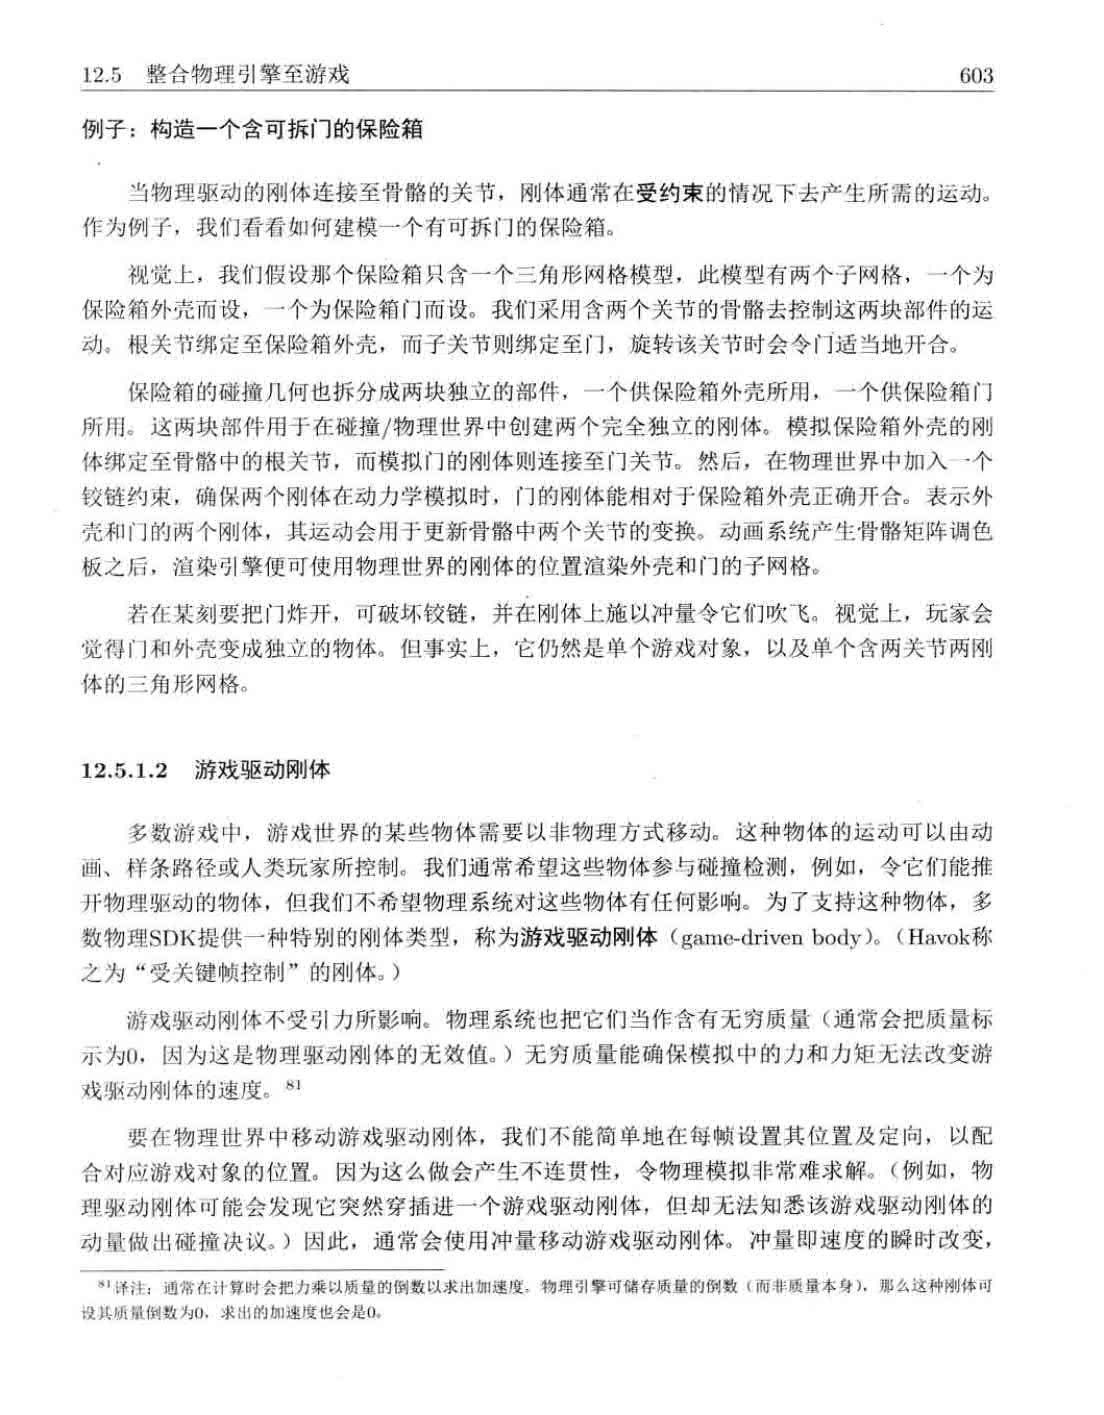 12.5 整合物理引擎至游戏 603
例子：构造一个含可拆门的保险箱
当物理驱动的刚体连接至骨骼的关节，刚体通常在受约束的情况下去产生所需的运动。
作为例子，我们看看如何建模一个有可拆门的保险箱。
视觉上，我们假设那个保险箱只含一个三角形网格模型，此模型有两个子网格，一个为
保险箱外壳而设，一个为保险箱门而设。我们采用含两个关节的骨骼去控制这两块部件的运
动。根关节绑定至保险箱外壳，而子关节则绑定至门，旋转该关节时会令门适当地开合。
保险箱的碰撞几何也拆分成两块独立的部件，一个供保险箱外壳所用，一个供保险箱门
所用。这两块部件用于在碰撞/物理世界中创建两个完全独立的刚体。模拟保险箱外壳的刚
体绑定至骨骼中的根关节，而模拟门的刚体则连接至门关节。然后，在物理世界中加入一个
铰链约束，确保两个刚体在动力学模拟时，门的刚体能相对于保险箱外壳正确开合。表示外
壳和门的两个刚体，其运动会用于更新骨骼中两个关节的变换。动画系统产生骨骼矩阵调色
板之后，渲染引擎便可使用物理世界的刚体的位置渲染外壳和门的子网格。
若在某刻要把门炸开，可破坏铰链，并在刚体上施以冲量令它们吹飞。视觉上，玩家会
觉得门和外壳变成独立的物体。但事实上，它仍然是单个游戏对象，以及单个含两关节两刚
体的三角形网格。
12.5.1.2 游戏驱动刚体
多数游戏中，游戏世界的某些物体需要以非物理方式移动。这种物体的运动可以由动
画、样条路径或人类玩家所控制。我们通常希望这些物体参与碰撞检测，例如，令它们能推
开物理驱动的物体，但我们不希望物理系统对这些物体有任何影响。为了支持这种物体，多
数物理SDK提供一种特别的刚体类型，称为游戏驱动刚体（game-driven body）。（Havok称
之为“受关键帧控制”的刚体。）
游戏驱动刚体不受引力所影响。物理系统也把它们当作含有无穷质量（通常会把质量标
示为0，因为这是物理驱动刚体的无效值。）无穷质量能确保模拟中的力和力矩无法改变游
戏驱动刚体的速度。81
要在物理世界中移动游戏驱动刚体，我们不能简单地在每帧设置其位置及定向，以配
合对应游戏对象的位置。因为这么做会产生不连贯性，令物理模拟非常难求解。（例如，物
理驱动刚体可能会发现它突然穿插进一个游戏驱动刚体，但却无法知悉该游戏驱动刚体的
动量做出碰撞决议。）因此，通常会使用冲量移动游戏驱动刚体。冲量即速度的瞬时改变，
81译注：通常在计算时会把力乘以质量的倒数以求出加速度。物理引擎可储存质量的倒数（而非质量本身），那么这种刚体可
设其质量倒数为0，求出的加速度也会是0。